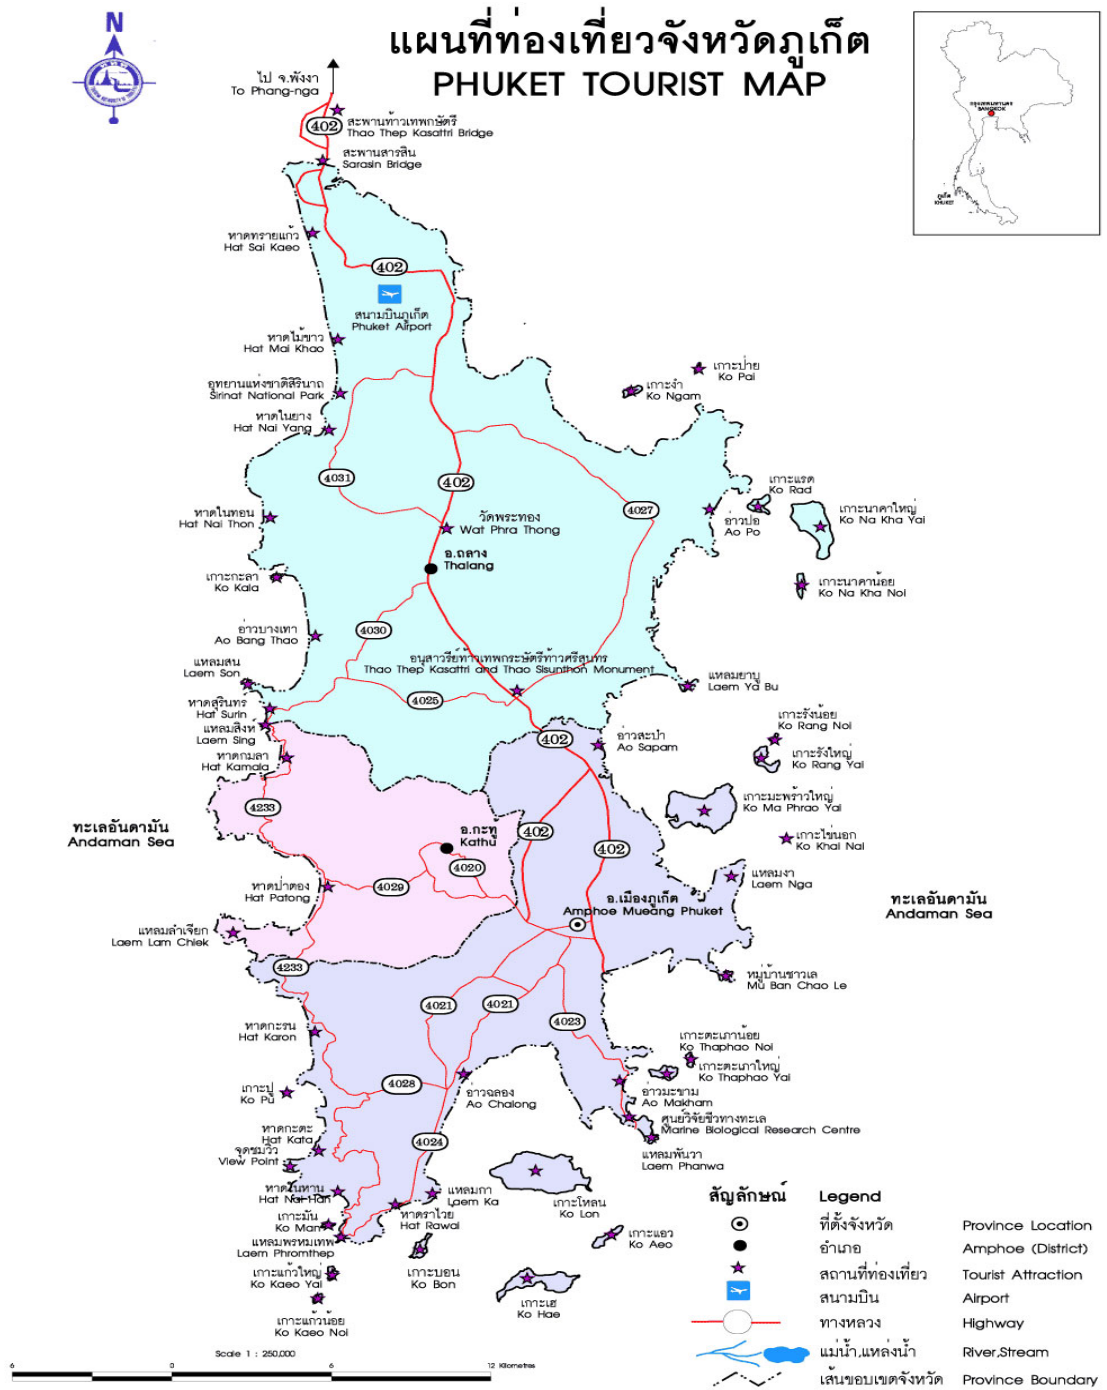 แผนที่ท่องเที่ยวจังหวัดภูเก็ต
PHUKET TOURIST MAP
N
ไป จ.พังงา
To Phang-nga
กรุงเทพมหานคร
BANGKOK
ภูเก็ต
402
สะพานท้าวเทพกษัตรี
Thao Thep Kasattri Bridge
สะพานสารสิน
Sarasin Bridge
หาดทรายแก้ว
Hat Sai Kaeo
402
สนามบินภูเก็ต
Phuket Airport
หาดไม้ขาว
Hat Mai Khao
เกาะป่าย
Ko Pai
เกาะงำ
Ko Ngam
อุทยานแห่งชาติสิรินาถ
Sirinat National Park
หาดในยาง
Hat Nai Yang
4031
402
4027
เกาะแรด
Ko Rad
เกาะนาคาใหญ่
Ko Na Kha Yai
อ่าวปอ
Ao Po
หาดในทอน
Hat Nai Thon
วัดพระทอง
Wat Phra Thong
อ.ถลาง
Thalang
เกาะกะลา
Ko Kala
เกาะนาคาน้อย
Ko Na Kha Noi
4030
อ่าวบางเทา
Ao Bang Thao
อนุสาวรีย์ท้าวเทพกระษัตรีท้าวศรีสุนทร
Thao Thep Kasattri and Thao Sisunthon Monument
แหลมสน
Laem Son
แหลมยาบู
Laem Ya Bu
4025
หาดสุรินทร
Hat Surin
แหลมสิงห
Laem Sing
เกาะรังน้อย
Ko Rang Noi
402
อ่าวสะปำ
Ao Sapam
เกาะรังใหญ่
Ko Rang Yai
หาดกมลา
Hat Kamala
4233
เกาะมะพร้าวใหญ่
Ko Ma Phrao Yai
ทะเลอันดามัน
Andaman Sea
อ.กะทู้
Kathu
402
402
เกาะไข่นอก
Ko Khai Nai
4020
4029
หาดป่าตอง
Hat Patong
แหลมงา
Laem Nga
อ.เมืองภูเก็ต
Amphoe Mueang Phuket
ทะเลอันดามัน
Andaman Sea
แหลมลำเจียก
Laem Lam Chiek
4233
หมู่บ้านชาวเล
Mu Ban Chao Le
4021
4021
4023
หาดกะรน
Hat Karon
เกาะตะเภาน้อย
Ko Thaphao Noi
เกาะตะเภาใหญ่
Ko Thaphao Yai
4028
เกาะปู
Ko Pu
อ่าวฉลอง
Ao Chalong
อ่าวมะขาม
Ao Makham
ศูนย์วิจัยชีวทางทะเล
Marine Biological Research Centre
หาดกะตะ
Hat Kata
4024
จุดชมวิว
View Point
แหลมพันวา
Laem Phanwa
หาดในหาน
Hat Nai Han
แหลมกา
Laem Ka
เกาะโหลน
Ko Lon
เกาะมัน
Ko Man
หาดราไวย
Hat Rawai
แหลมพรหมเทพ
Laem Phromthep
เกาะแอว
Ko Aeo
เกาะแก้วใหญ่
Ko Kaeo Yai
เกาะบอน
Ko Bon
เกาะเฮ
Ko Hae
เกาะแก้วน้อย
Ko Kaeo Noi
สัญลักษณ์ Legend
ที่ตั้งจังหวัด Province Location
อำเภอ Amphoe (District)
สถานที่ท่องเที่ยว Tourist Attraction
สนามบิน Airport
ทางหลวง Highway
แม่น้ำ,แหล่งน้ำ River,Stream
เส้นขอบเขตจังหวัด Province Boundary
Scale 1 : 250,000
6 0 6 12 Kilometres